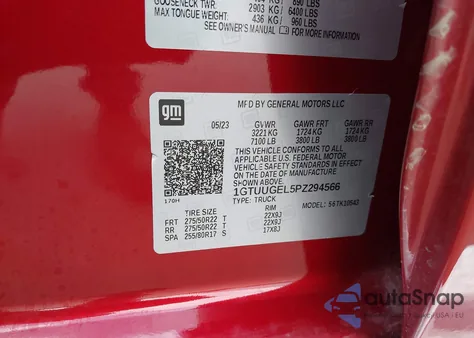 GOOSENECK TWR: 2903 KG/ 6400 LBS
MAX TONGUE WEIGHT: 436 KG/ 960 LBS
SEE OWNER'S MANUAL FOR MORE INFORMATION
gm
MFD BY GENERAL MOTORS LLC
05/23 GVWR GAWR FRT GAWR RR
3221 KG 1724 KG 1724 KG
7100 LB 3800 LB 3800 LB
THIS VEHICLE CONFORMS TO ALL
APPLICABLE U.S. FEDERAL MOTOR
VEHICLE SAFETY STANDARDS IN EFFECT
ON THE DATE OF MANUFACTURE
SHOWN ABOVE.
1GTUUGEL5PZ294566
TYPE: TRUCK MODEL:
170H
TIRE SIZE RIM
FRT 275/50R22 T 22X9J
RR 275/50R22 T 22X9J
SPA 255/80R17 S 17X8J
autoSnap